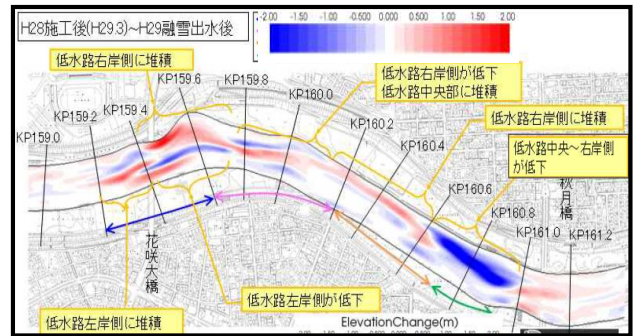 H28施工後(H29.3)~H29融雪出水後
-2.00 -1.500 -1.000 -0.500 0.000 0.500 1.000 1.500 2.00
低水路右岸側に堆積
低水路右岸側が低下
低水路中央部に堆積
低水路右岸側に堆積
低水路中央～右岸側
が低下
KP159.0
KP159.2
KP159.4
KP159.6
KP159.8
KP160.0
KP160.2
KP160.4
KP160.6
KP160.8
KP161.0
KP161.2
秋月橋
花咲大橋
低水路左岸側が低下
低水路左岸側に堆積
ElevationChange(m)